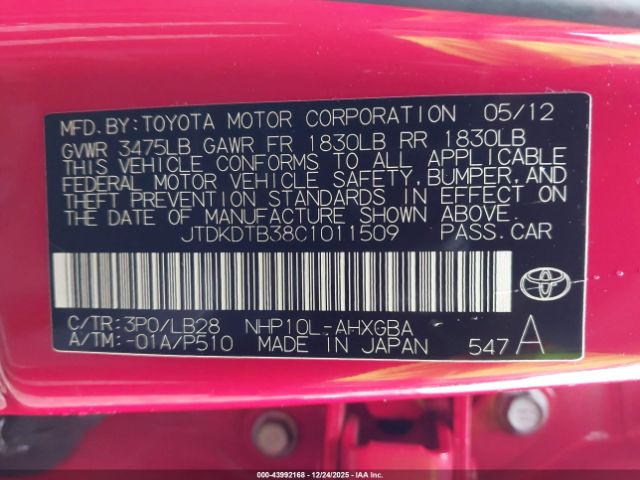 MFD.BY:TOYOTA MOTOR CORPORATION 05/12
GVWR 3475LB GAWR FR 1830LB RR 1830LB
THIS VEHICLE CONFORMS TO ALL APPLICABLE
FEDERAL MOTOR VEHICLE SAFETY, BUMPER, AND
THEFT PREVENTION STANDARDS IN EFFECT ON
THE DATE OF MANUFACTURE SHOWN ABOVE.
JTDKDTB38C1011509 PASS.CAR
C/TR:3P0/LB28 NHP10L-AHXGBA
A/TM:-01A/P510 MADE IN JAPAN 547 A
000-43992168 - 12/24/2025 - IAAI, Inc.